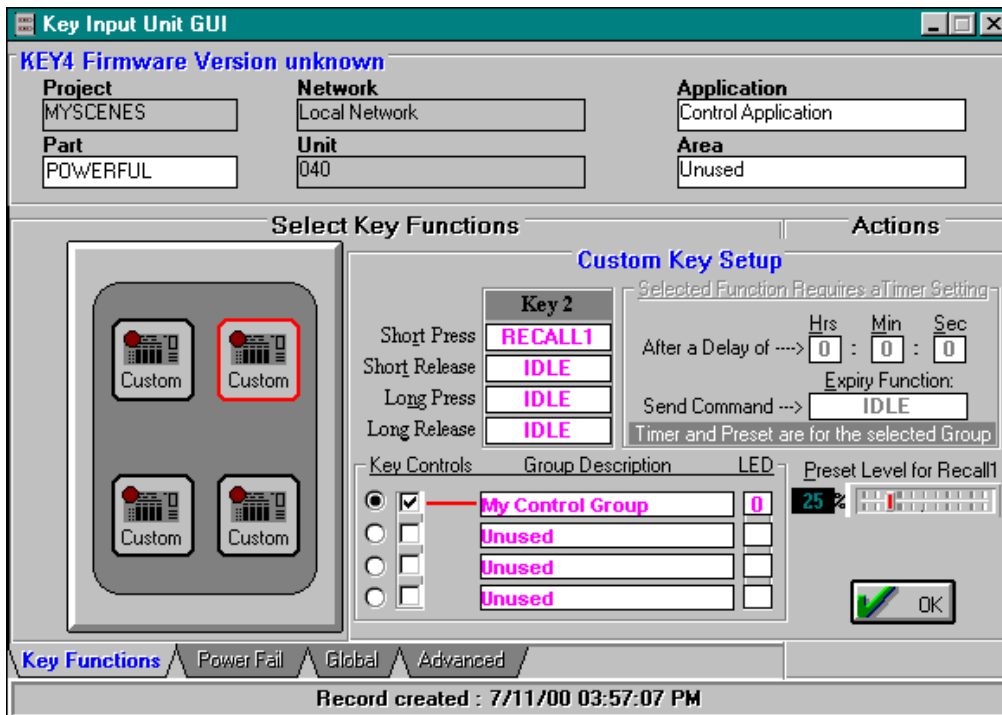 Key Input Unit GUI
KEY4 Firmware Version unknown
Project
Network
Application
MYSCENES
Local Network
Control Application
Part
Unit
Area
POWERFUL
040
Unused
Select Key Functions
Actions
Custom Key Setup
Key 2
Short Press RECALL1
Short Release IDLE
Long Press IDLE
Long Release IDLE
Selected Function Requires aTimer Setting
Hrs Min Sec
After a Delay of ----> 0 : 0 : 0
Expiry Function:
Send Command ---> IDLE
Timer and Preset are for the selected Group
Custom
Custom
Custom
Custom
Key Controls Group Description LED
My Control Group 0
Unused
Unused
Unused
Preset Level for Recall1
25 %
OK
Key Functions Power Fail Global Advanced
Record created : 7/11/00 03:57:07 PM